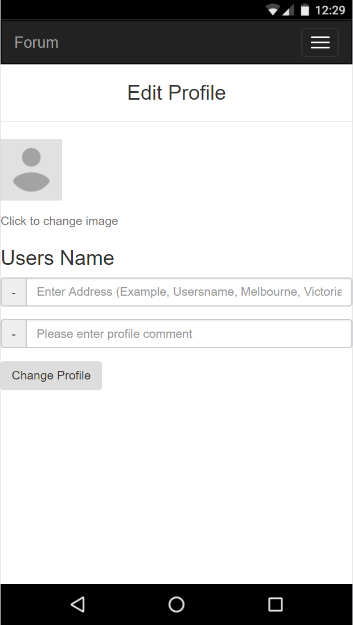 12:29
Forum
Edit Profile
Click to change image
Users Name
- Enter Address (Example, Usersname, Melbourne, Victoria
- Please enter profile comment
Change Profile